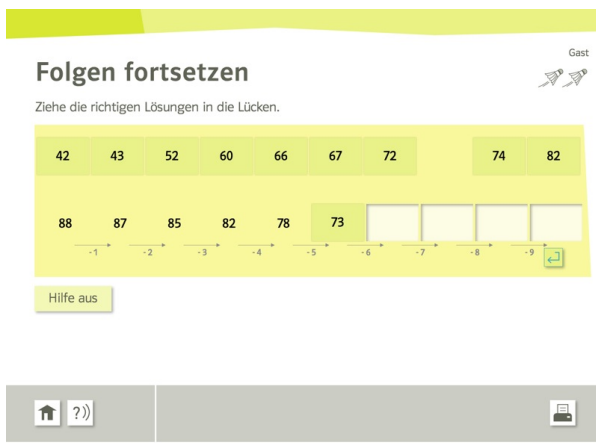 Gast
Folgen fortsetzen
Ziehe die richtigen Lösungen in die Lücken.
42 43 52 60 66 67 72 74 82
88 87 85 82 78 73
-1 -2 -3 -4 -5 -6 -7 -8 -9
Hilfe aus
?))